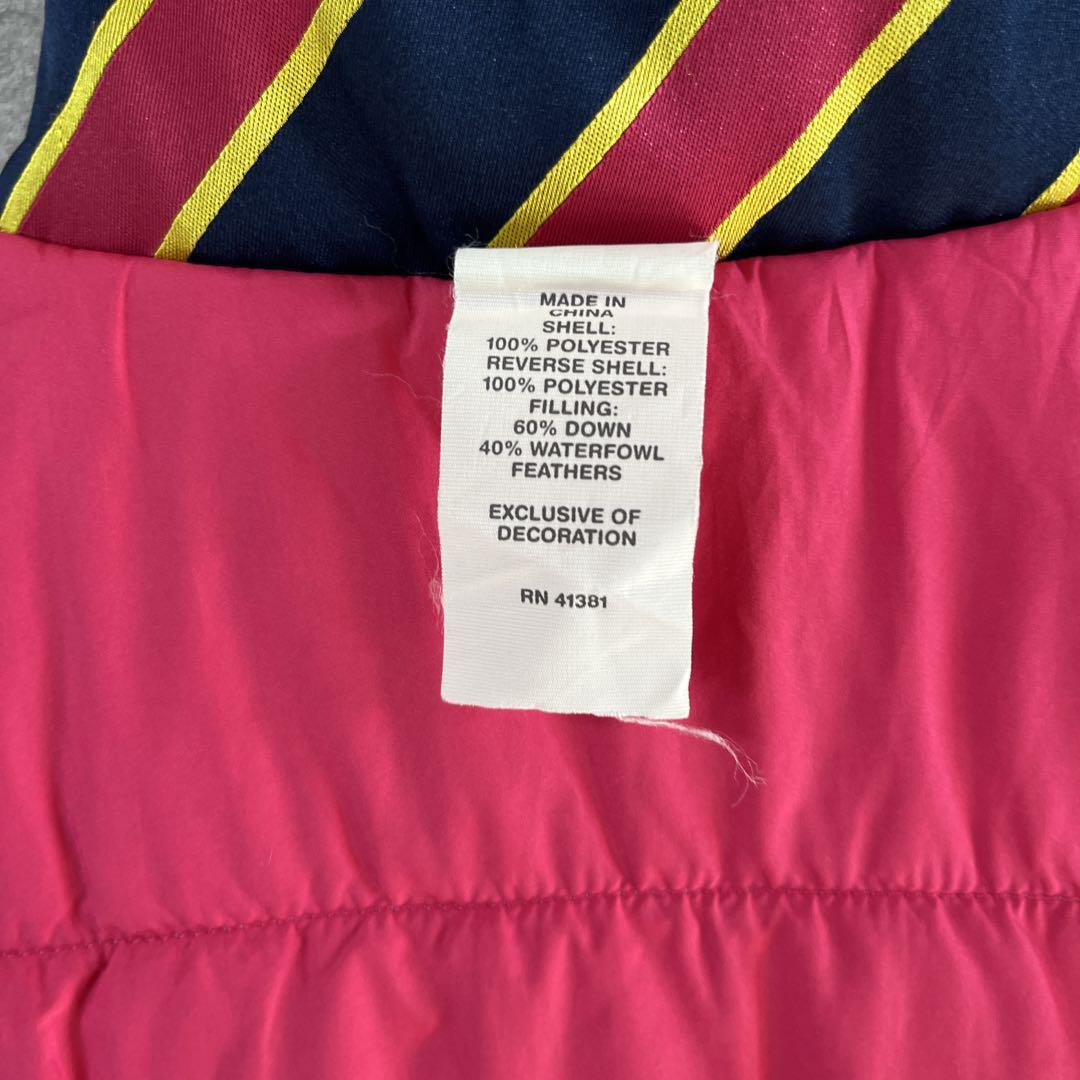 MADE IN
CHINA
SHELL:
100% POLYESTER
REVERSE SHELL:
100% POLYESTER
FILLING:
60% DOWN
40% WATERFOWL
FEATHERS
EXCLUSIVE OF
DECORATION
RN 41381